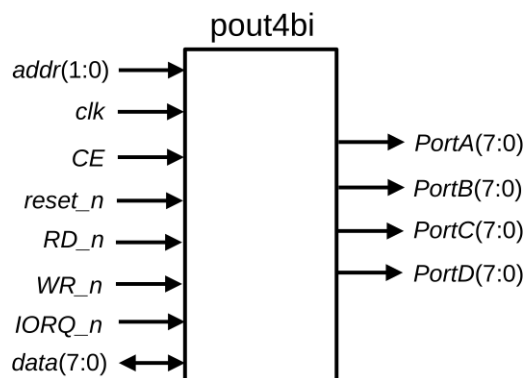 pout4bi
addr(1:0)
clk
CE
reset_n
RD_n
WR_n
IORQ_n
data(7:0)
PortA(7:0)
PortB(7:0)
PortC(7:0)
PortD(7:0)